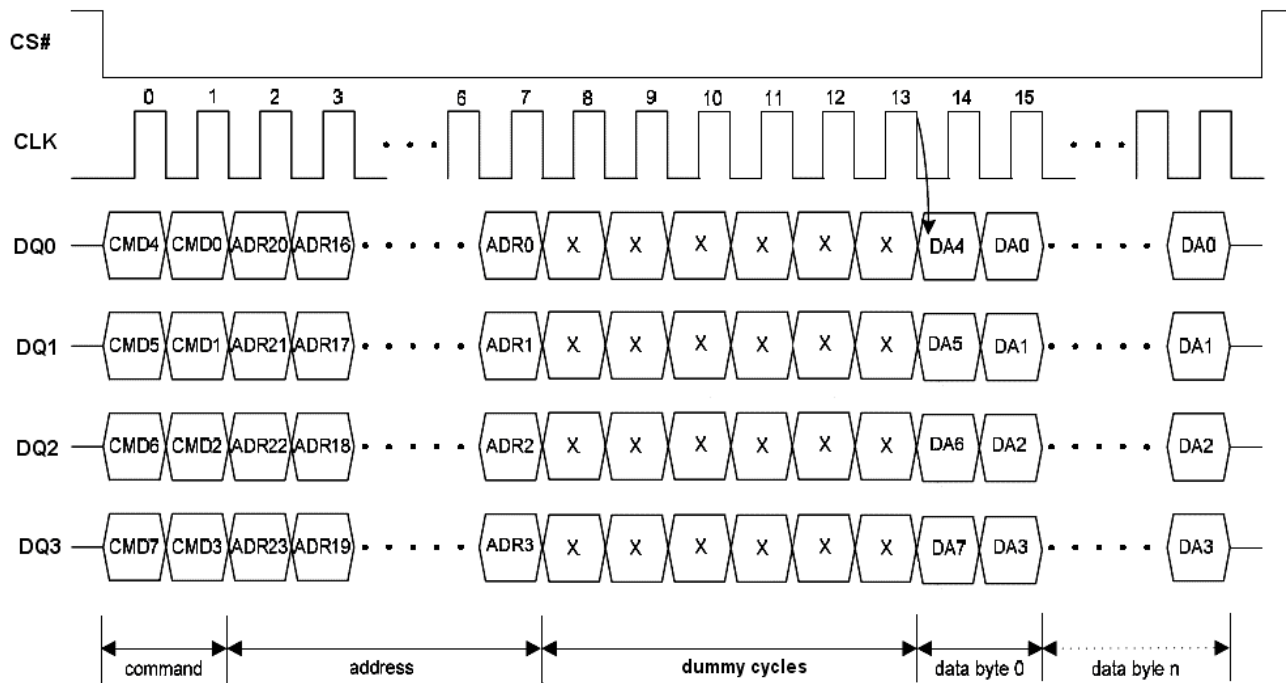 CS#
0 1 2 3 6 7 8 9 10 11 12 13 14 15
CLK
DQ0 CMD4 CMD0 ADR20 ADR16 ADR0 X X X X X X DA4 DA0 DA0
DQ1 CMD5 CMD1 ADR21 ADR17 ADR1 X X X X X X DA5 DA1 DA1
DQ2 CMD6 CMD2 ADR22 ADR18 ADR2 X X X X X X DA6 DA2 DA2
DQ3 CMD7 CMD3 ADR23 ADR19 ADR3 X X X X X X DA7 DA3 DA3
command address dummy cycles data byte 0 data byle n